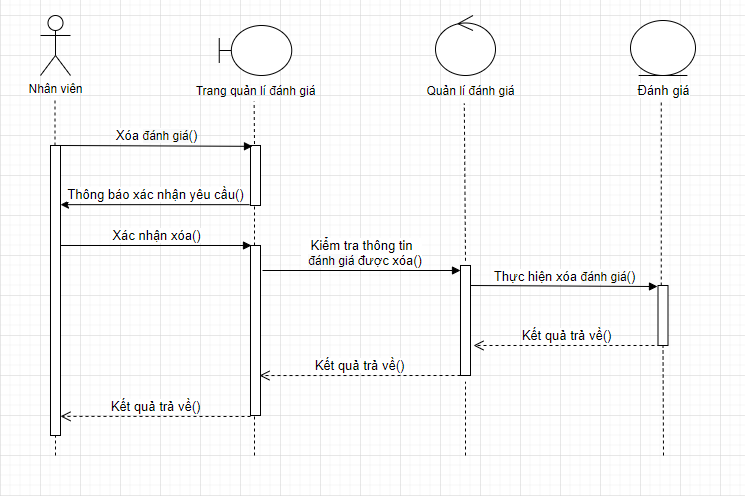 Nhân viên
Trang quản lí đánh giá
Quản lí đánh giá
Đánh giá
Xóa đánh giá()
Thông báo xác nhận yêu cầu()
Xác nhận xóa()
Kiểm tra thông tin
đánh giá được xóa()
Thực hiện xóa đánh giá()
Kết quả trả về()
Kết quả trả về()
Kết quả trả về()